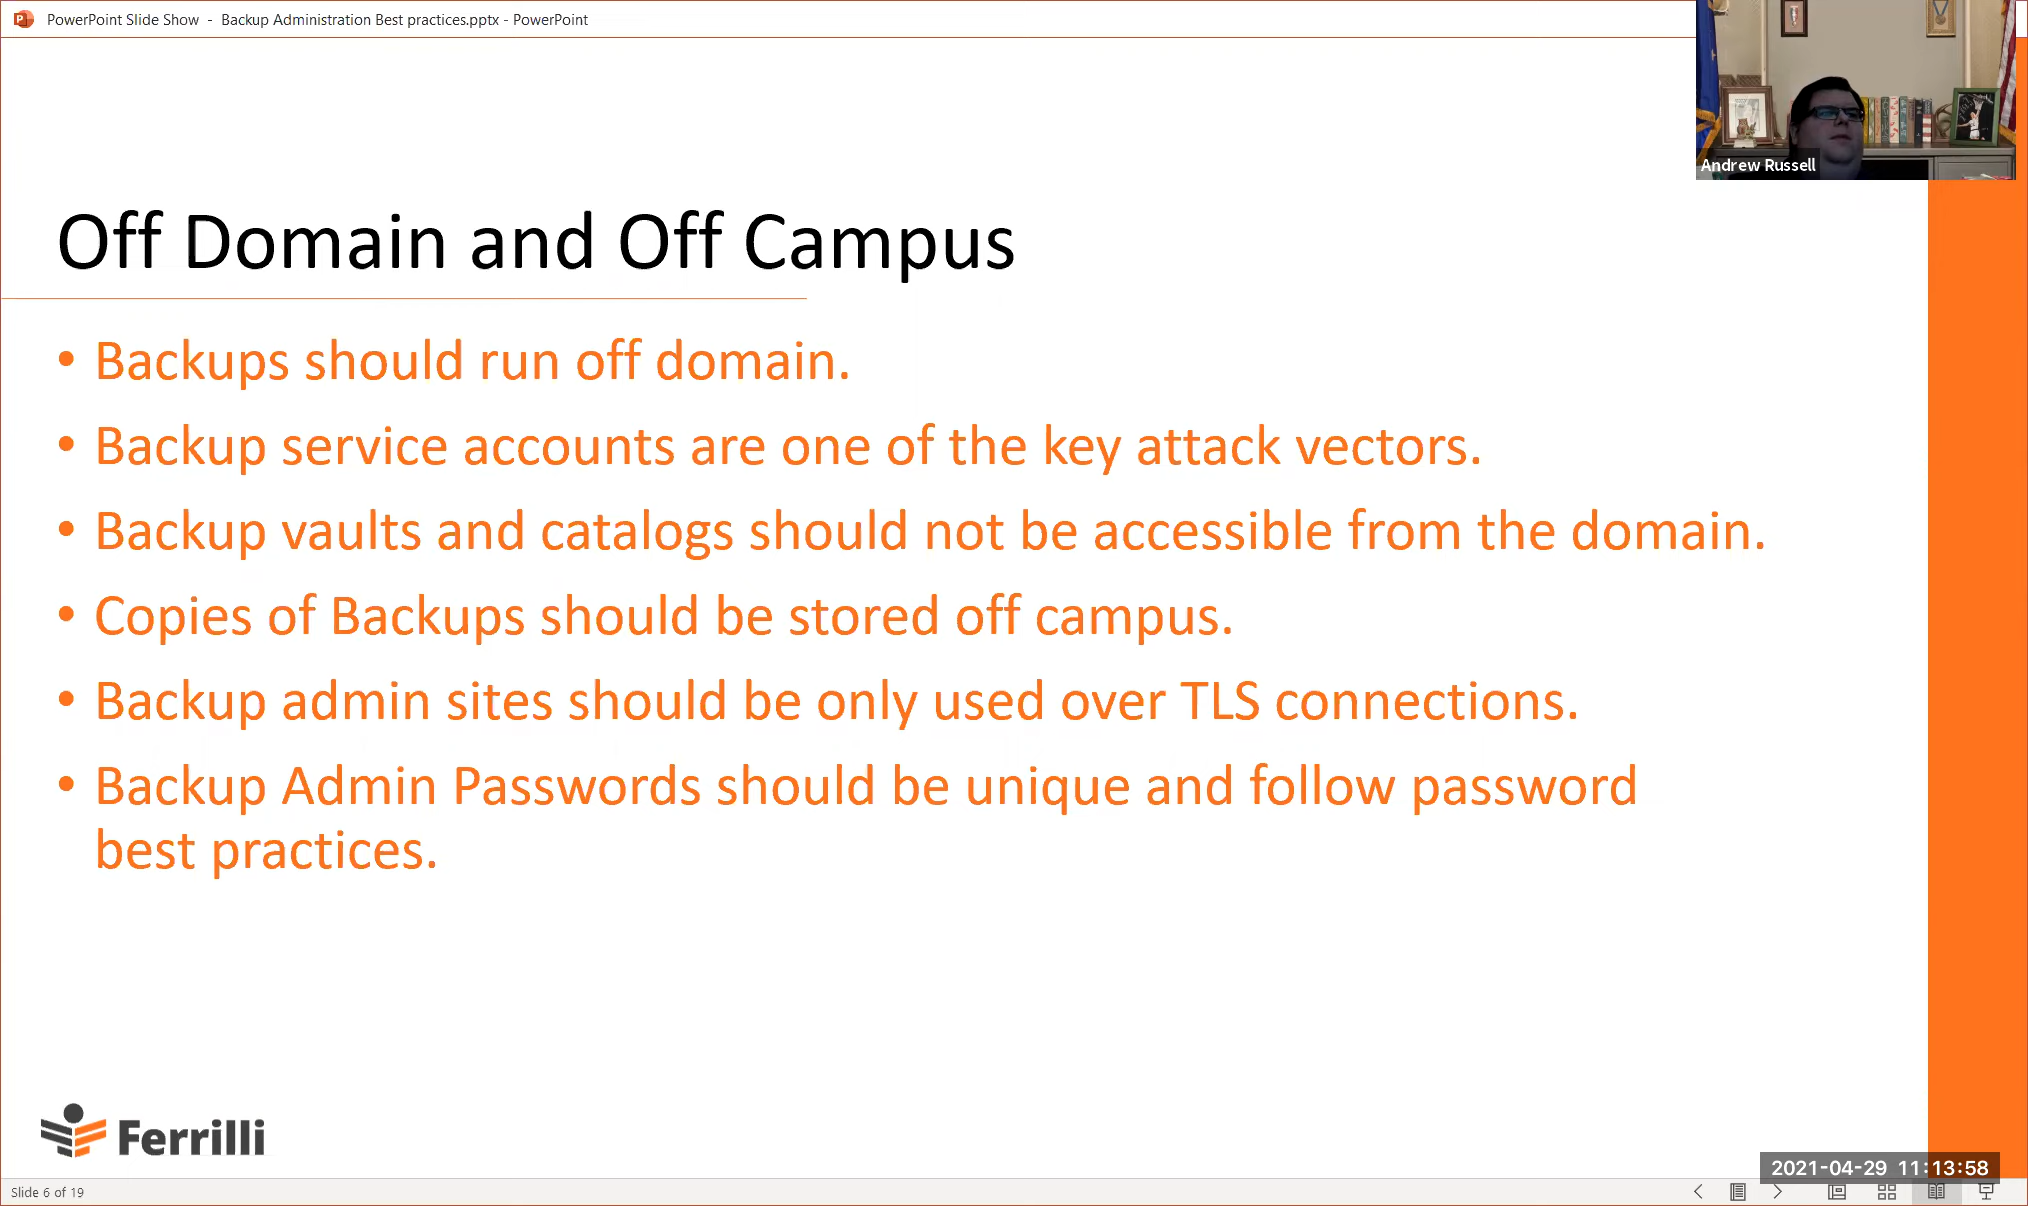 PowerPoint Slide Show - Backup Administration Best practices.pptx - PowerPoint
Andrew Russell
Off Domain and Off Campus
• Backups should run off domain.
• Backup service accounts are one of the key attack vectors.
• Backup vaults and catalogs should not be accessible from the domain.
• Copies of Backups should be stored off campus.
• Backup admin sites should be only used over TLS connections.
• Backup Admin Passwords should be unique and follow password
best practices.
Ferrilli
2021-04-29 11:13:58
Slide 6 of 19